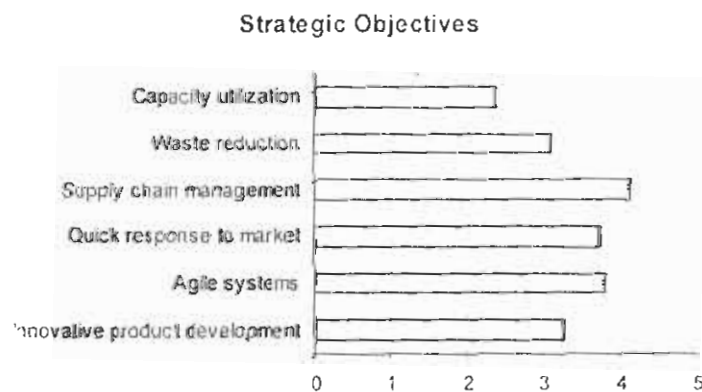 Strategic Objectives
Capacity utilization
Waste reduction
Supply chain management
Quick response to market
Agile systems
Innovative product development
0 1 2 3 4 5